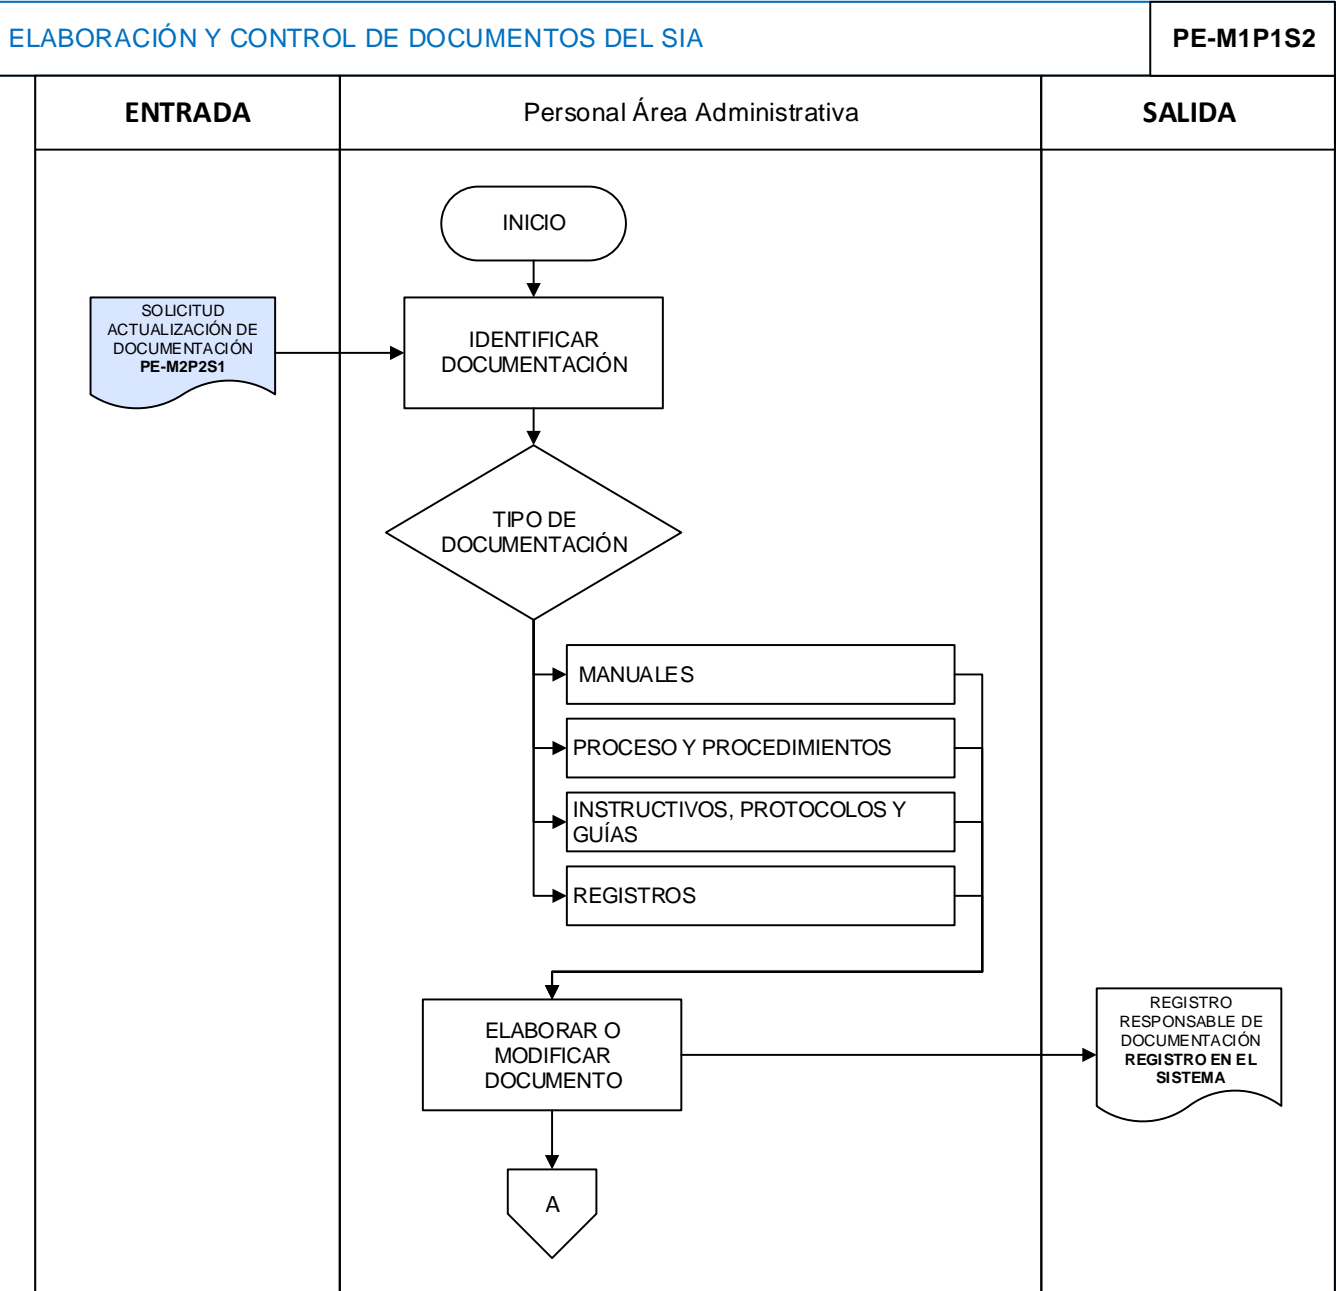 ELABORACIÓN Y CONTROL DE DOCUMENTOS DEL SIA
PE-M1P1S2
ENTRADA
Personal Área Administrativa
SALIDA
INICIO
SOLICITUD
ACTUALIZACIÓN DE
DOCUMENTACIÓN
PE-M2P2S1
IDENTIFICAR
DOCUMENTACIÓN
TIPO DE
DOCUMENTACIÓN
MANUALES
PROCESO Y PROCEDIMIENTOS
INSTRUCTIVOS, PROTOCOLOS Y
GUÍAS
REGISTROS
ELABORAR O
MODIFICAR
DOCUMENTO
REGISTRO
RESPONSABLE DE
DOCUMENTACIÓN
REGISTRO EN EL
SISTEMA
A